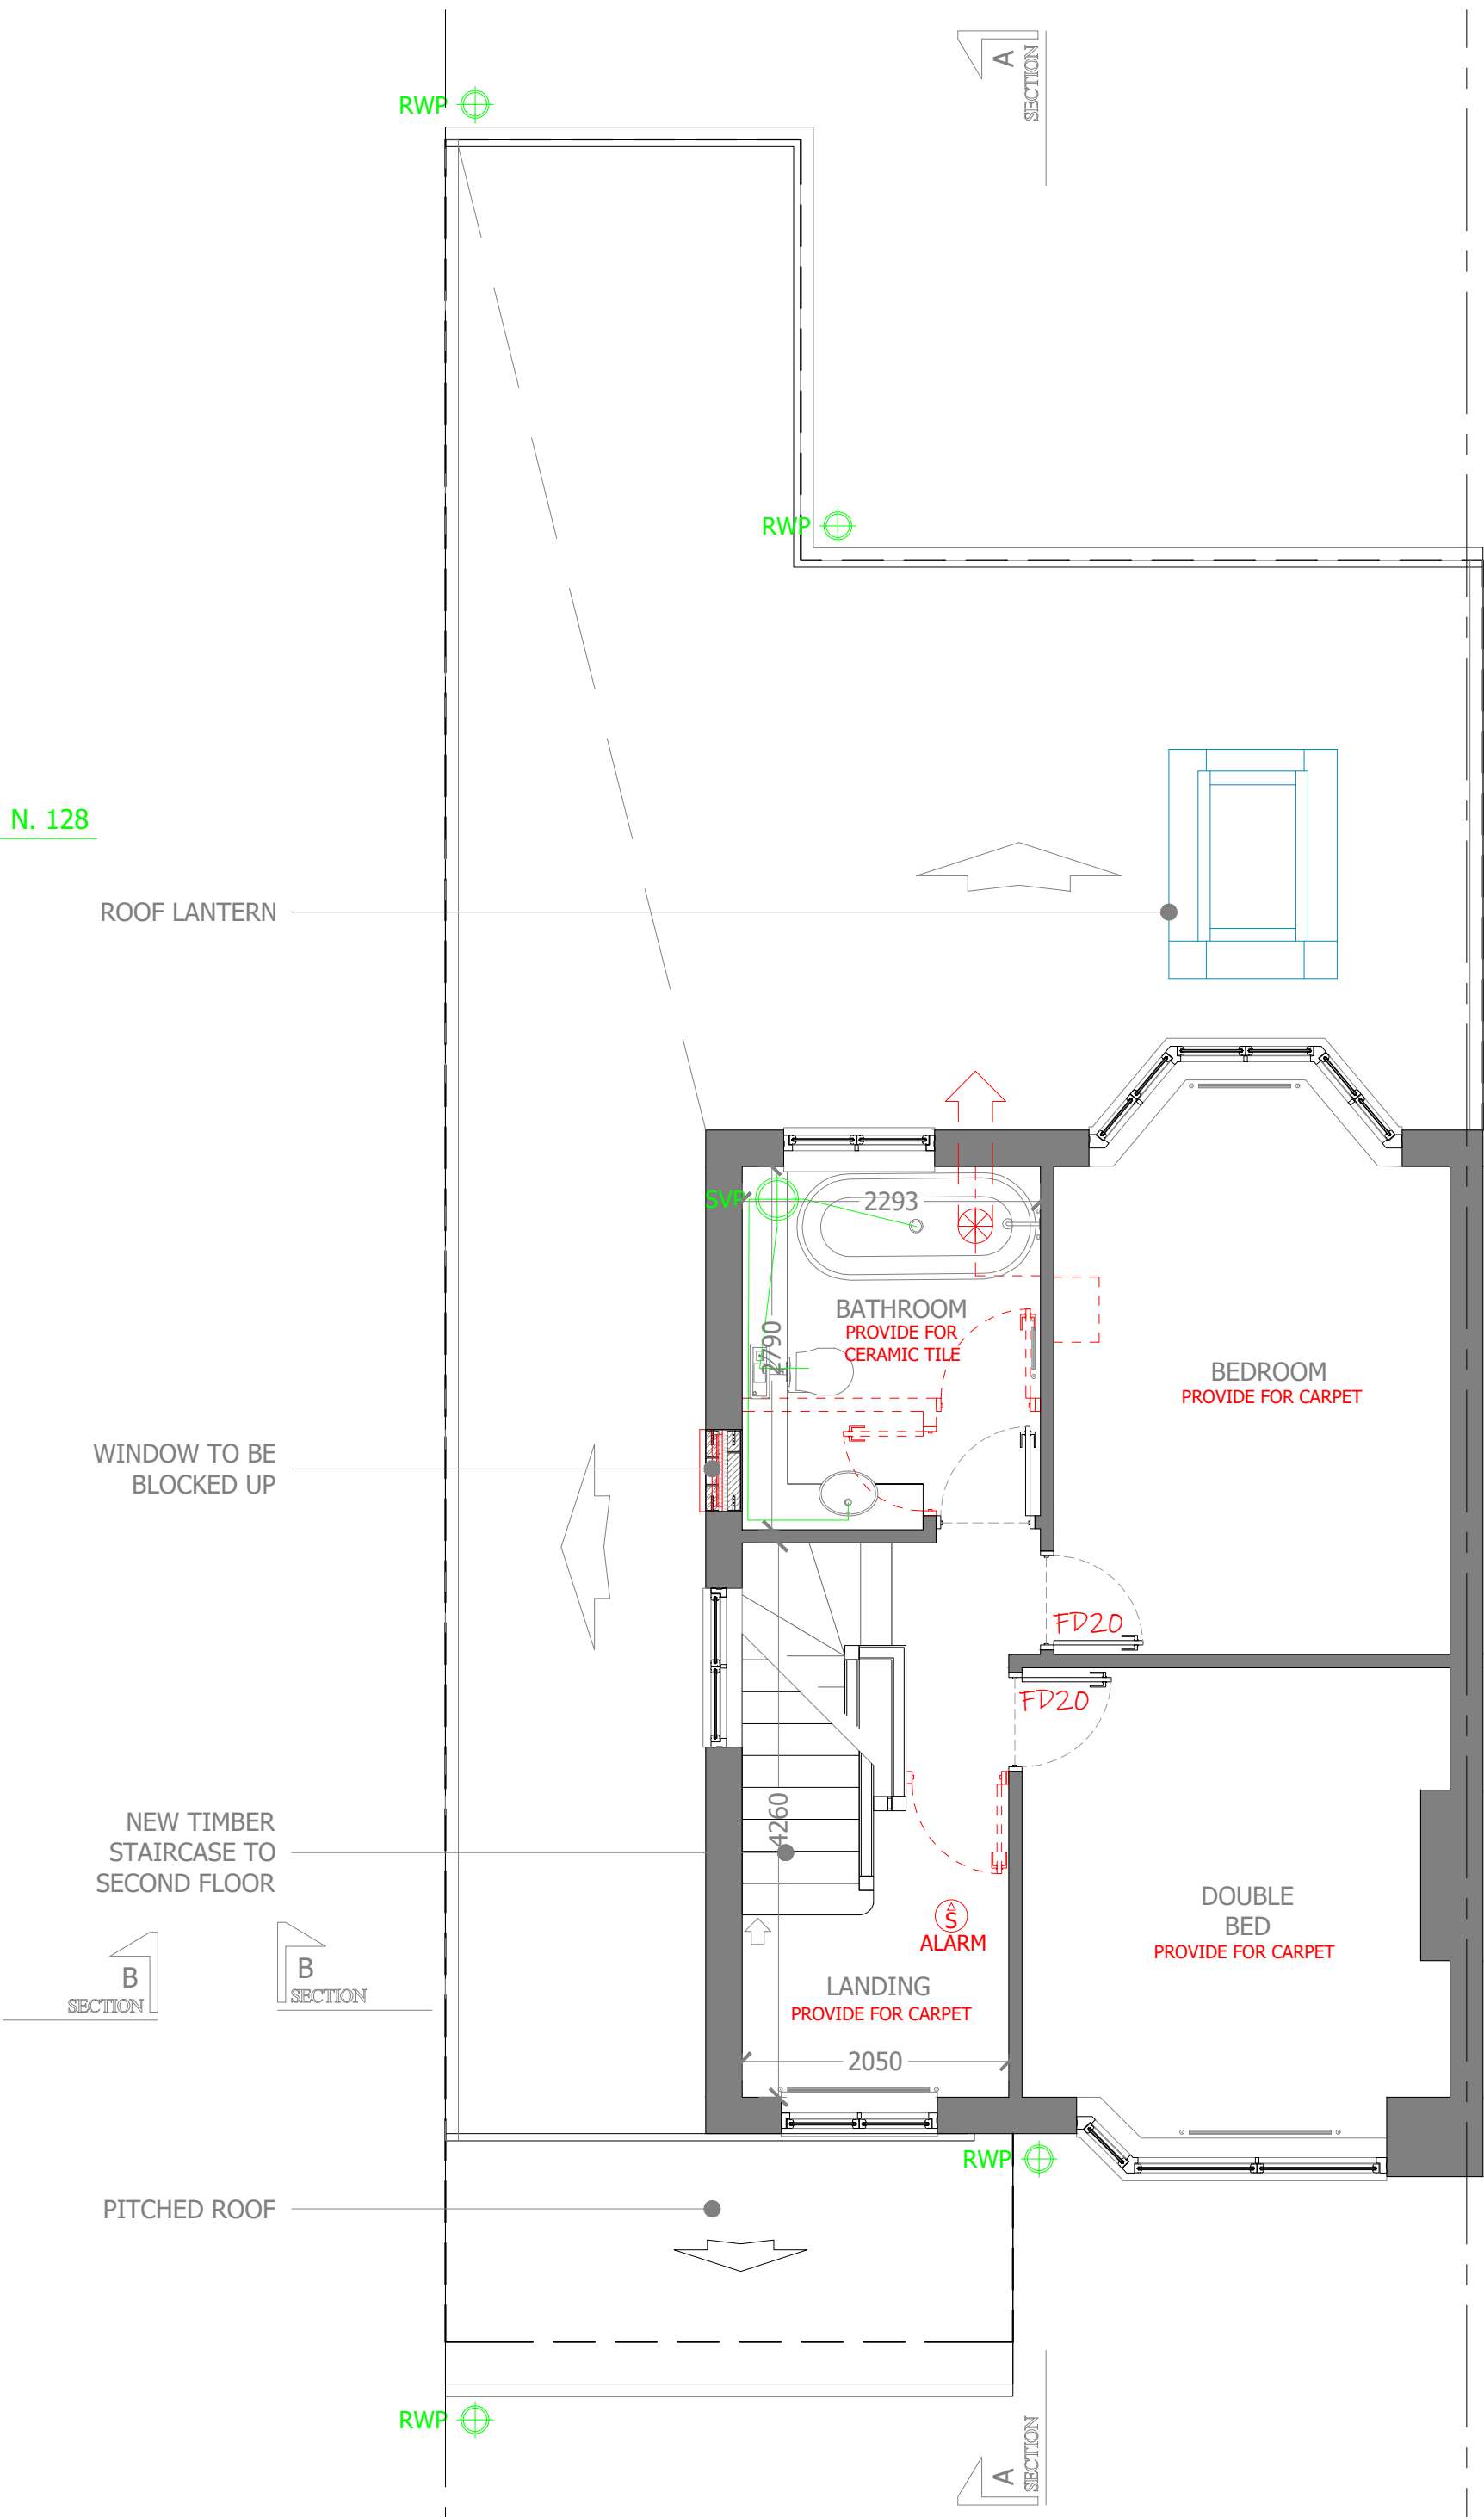 A
SECTION
RWP
RWP
N. 128
ROOF LANTERN
SVP
2293
BATHROOM
PROVIDE FOR
CERAMIC TILE
2790
BEDROOM
PROVIDE FOR CARPET
WINDOW TO BE
BLOCKED UP
FD20
FD20
NEW TIMBER
STAIRCASE TO
SECOND FLOOR
4260
DOUBLE
BED
PROVIDE FOR CARPET
S
ALARM
B
SECTION
B
SECTION
LANDING
PROVIDE FOR CARPET
2050
RWP
PITCHED ROOF
RWP
A
SECTION